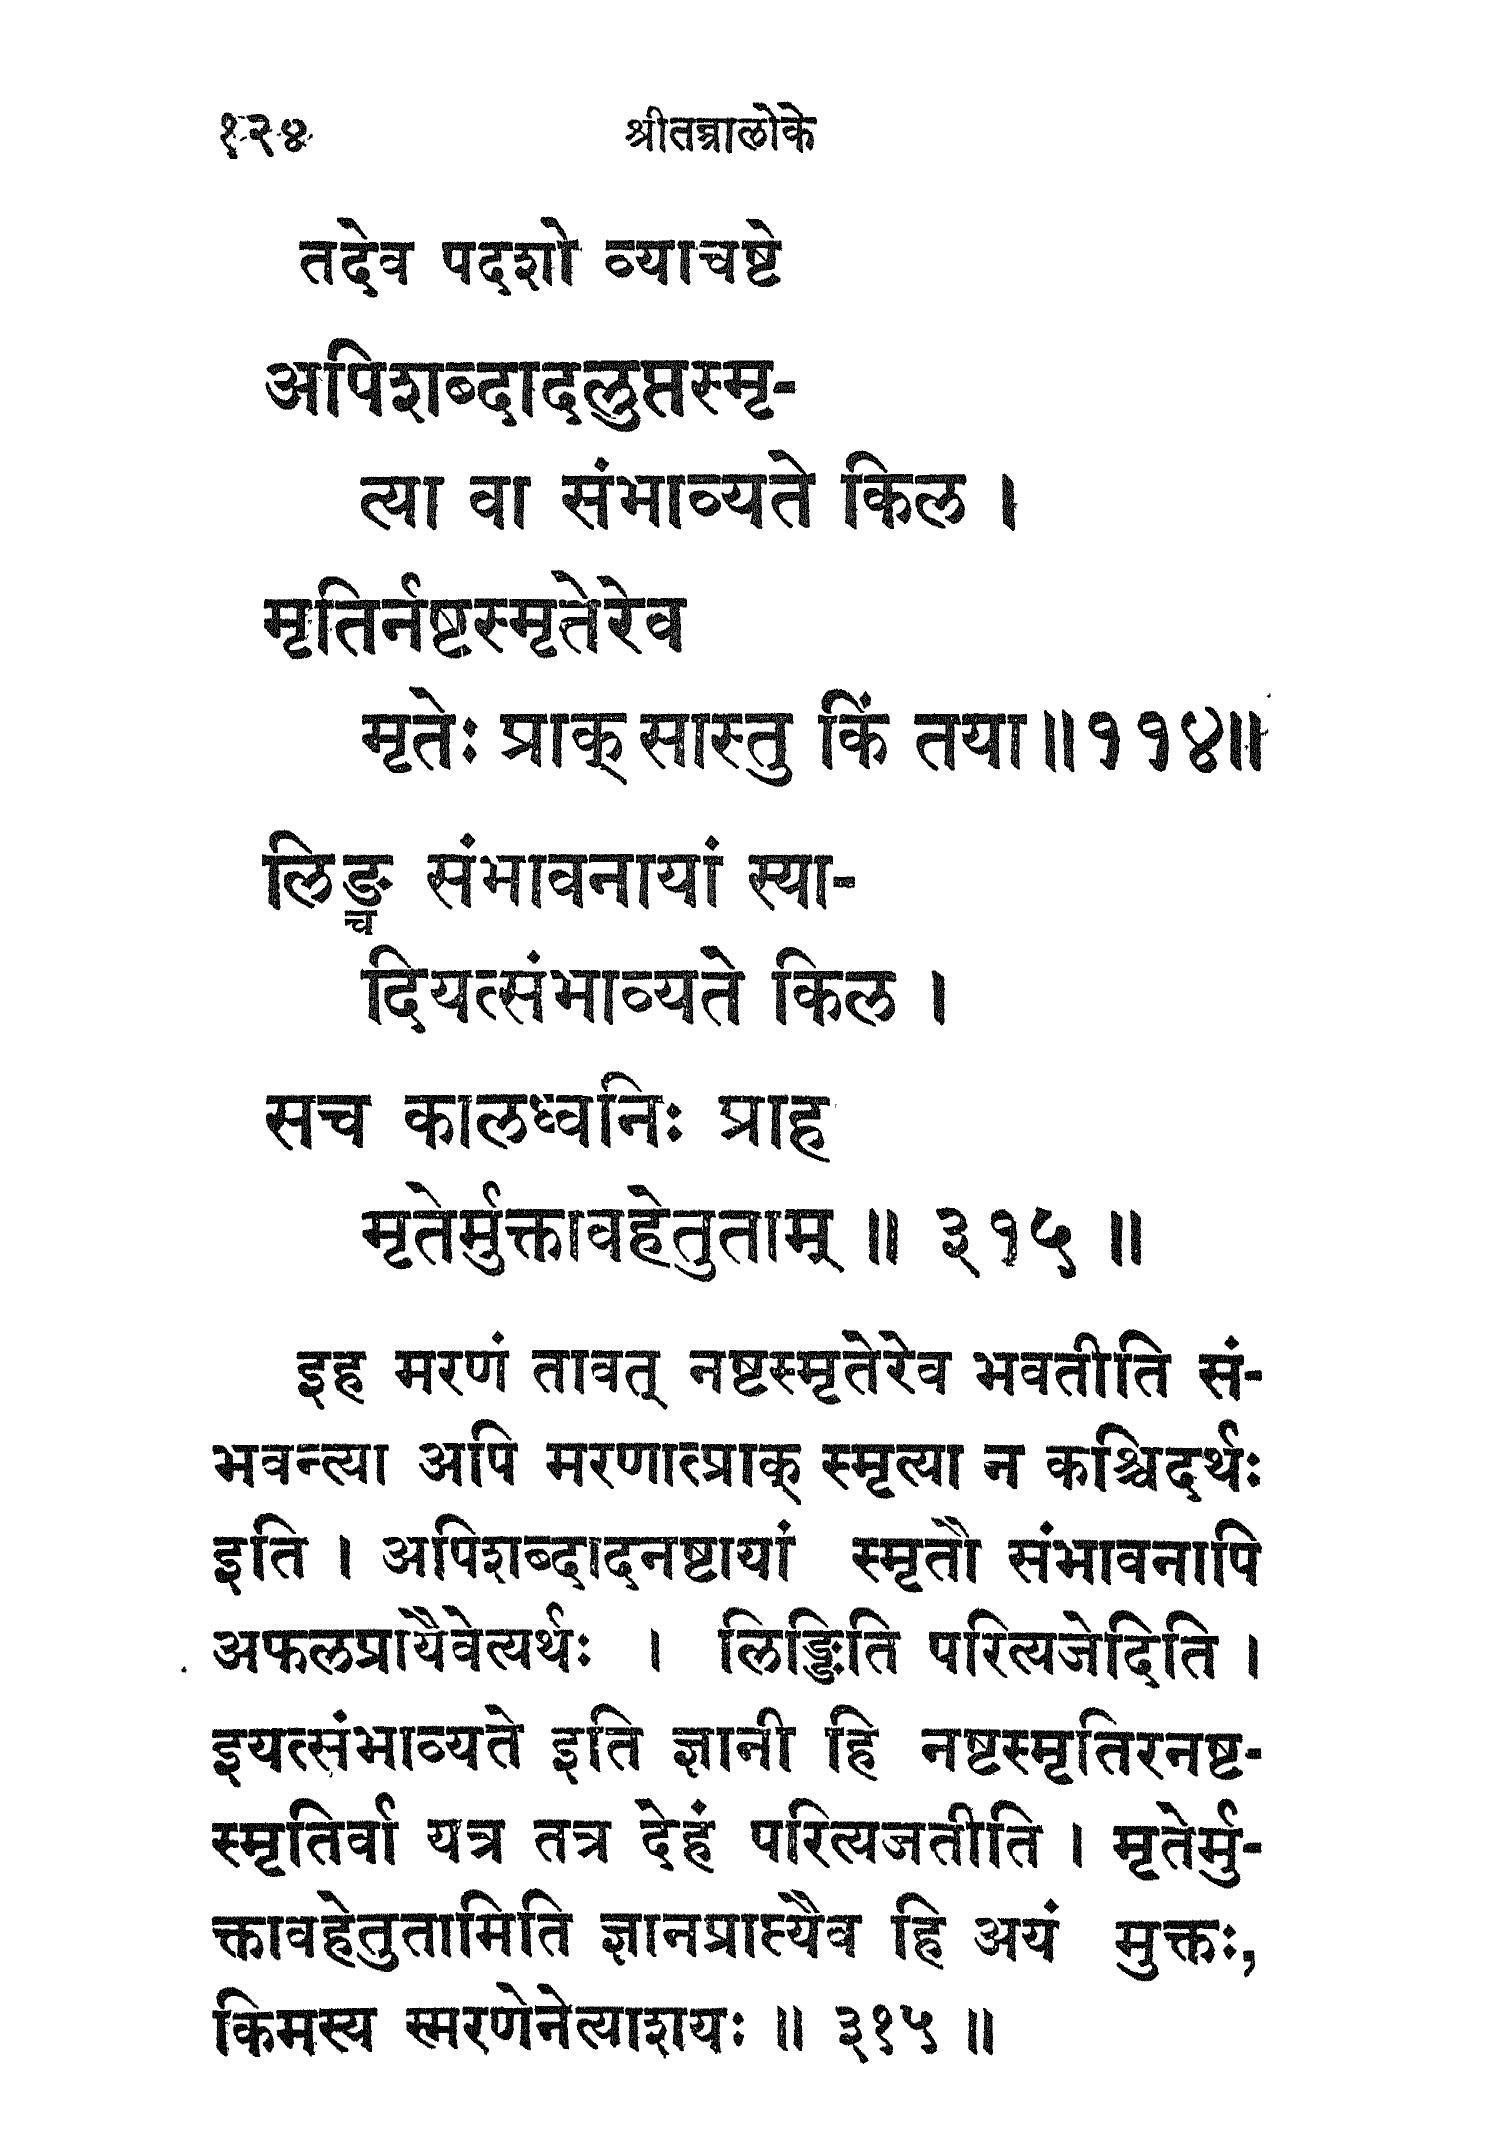 १२४ श्रीतन्त्रालोके
तदेव पदशो व्याचष्टे
अपिशब्दादलुप्तस्मृ-
त्या वा संभाव्यते किल ।
मृतिर्नष्टस्मृतेरेव
मृतेः प्राक् सास्तु किं तया॥११४॥
लिङ्च संभावनायां स्या-
दियत्संभाव्यते किल ।
सच कालध्वनिः प्राह
मृतेर्मुक्तावहेतुताम् ॥ ३१५ ॥
इह मरणं तावत् नष्टस्मृतेरेव भवतीति सं-
भवन्त्या अपि मरणात्प्राक् स्मृत्या न कश्चिदर्थः
इति । अपिशब्दादनष्टायां स्मृतौ संभावनापि
अफलप्रायैवेत्यर्थः । लिङ्ङिति परित्यजेदिति ।
इयत्संभाव्यते इति ज्ञानी हि नष्टस्मृतिरनष्ट-
स्मृतिर्वा यत्र तत्र देहं परित्यजतीति । मृतेर्मु-
क्तावहेतुतामिति ज्ञानप्राप्त्यैव हि अयं मुक्तः,
किमस्य स्मरणेनेत्याशयः ॥ ३१५ ॥